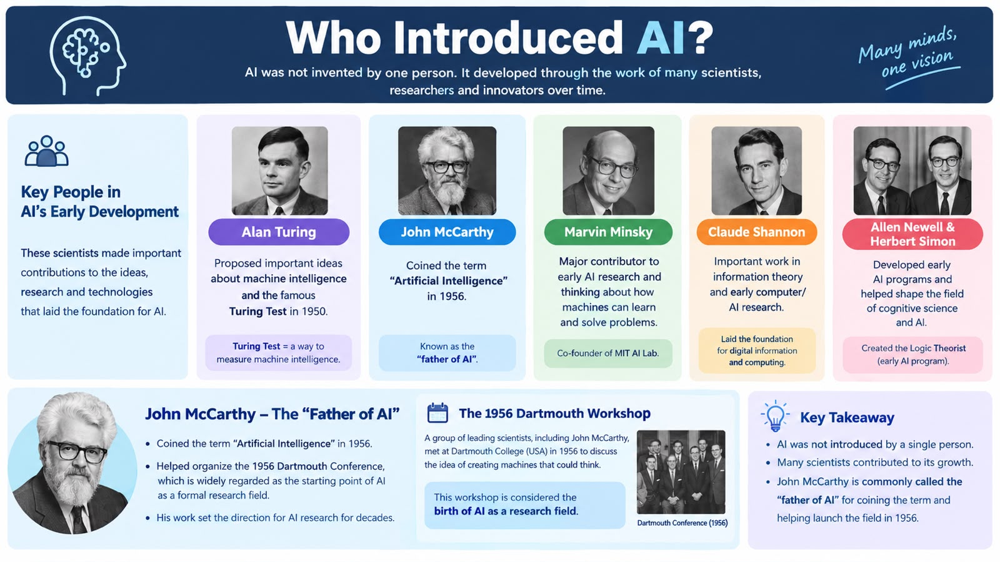 Who Introduced AI?
AI was not invented by one person. It developed through the work of many scientists,
researchers and innovators over time.
Many minds,
one vision
Key People in
AI's Early Development
These scientists made important
contributions to the ideas,
research and technologies
that laid the foundation for AI.
Alan Turing
Proposed important ideas
about machine intelligence
and the famous
Turing Test in 1950.
Turing Test = a way to
measure machine intelligence.
John McCarthy
Coined the term
“Artificial Intelligence”
in 1956.
Known as the
“father of AI”.
Marvin Minsky
Major contributor to
early AI research and
thinking about how
machines can learn
and solve problems.
Co-founder of MIT AI Lab.
Claude Shannon
Important work in
information theory
and early computer/
AI research.
Laid the foundation
for digital information
and computing.
Allen Newell &
Herbert Simon
Developed early
AI programs and
helped shape the field
of cognitive science
and AI.
Created the Logic Theorist
(early AI program).
John McCarthy – The “Father of AI”
• Coined the term “Artificial Intelligence” in 1956.
• Helped organize the 1956 Dartmouth Conference,
which is widely regarded as the starting point of AI
as a formal research field.
• His work set the direction for AI research for decades.
The 1956 Dartmouth Workshop
A group of leading scientists, including John McCarthy,
met at Dartmouth College (USA) in 1956 to discuss
the idea of creating machines that could think.
This workshop is considered the
birth of AI as a research field.
Dartmouth Conference (1956)
Key Takeaway
• AI was not introduced by a single person.
• Many scientists contributed to its growth.
• John McCarthy is commonly called the
“father of AI” for coining the term and
helping launch the field in 1956.